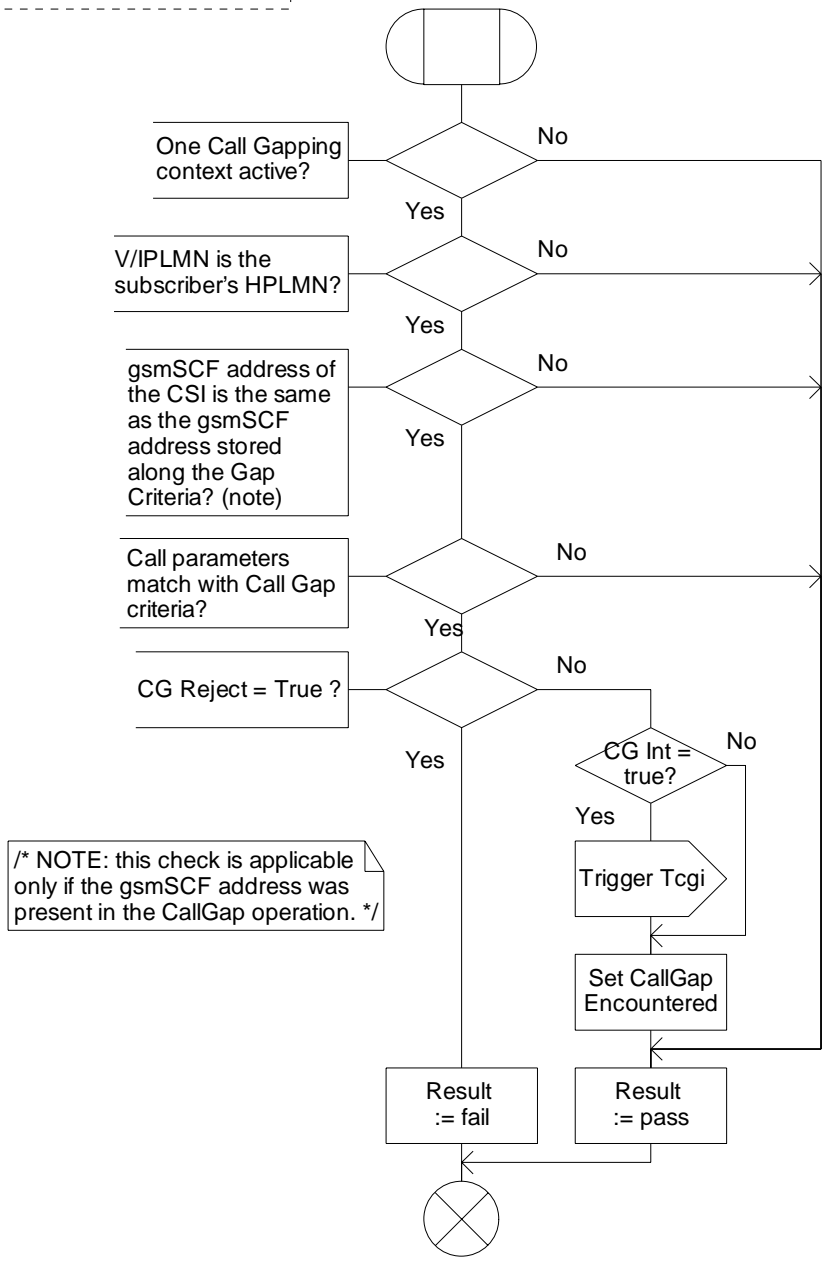 One Call Gapping
context active?
No
Yes
V/IPLMN is the
subscriber's HPLMN?
No
Yes
gsmSCF address of
the CSI is the same
as the gsmSCF
address stored
along the Gap
Criteria? (note)
No
Yes
Call parameters
match with Call Gap
criteria?
No
Yes
CG Reject = True ?
No
Yes
CG Int =
true?
No
Yes
/* NOTE: this check is applicable
only if the gsmSCF address was
present in the CallGap operation. */
Trigger Tcgi
Set CallGap
Encountered
Result
:= fail
Result
:= pass